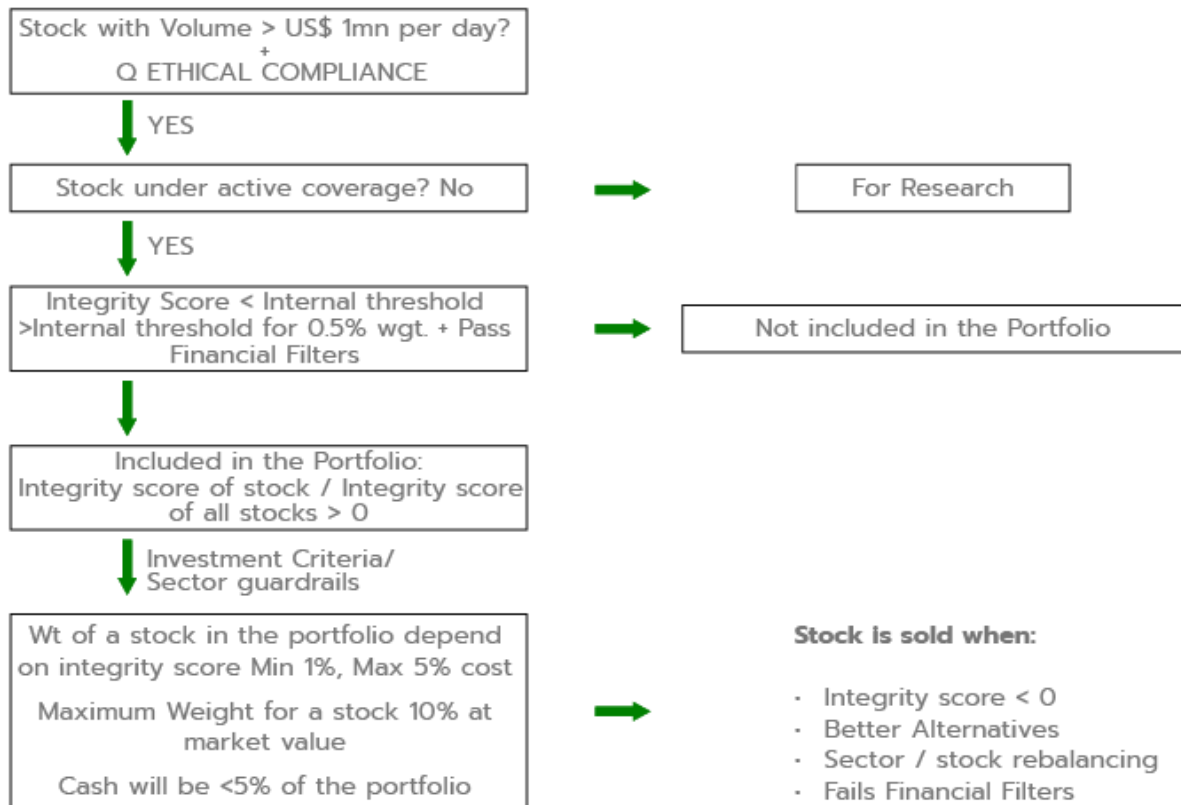 Stock with Volume > US$ 1mn per day?
+
Q ETHICAL COMPLIANCE
YES
Stock under active coverage? No
For Research
YES
Integrity Score < Internal threshold
>Internal threshold for 0.5% wgt. + Pass
Financial Filters
Not included in the Portfolio
Included in the Portfolio:
Integrity score of stock / Integrity score
of all stocks > 0
Investment Criteria/
Sector guardrails
Wt of a stock in the portfolio depend
on integrity score Min 1%, Max 5% cost
Maximum Weight for a stock 10% at
market value
Cash will be <5% of the portfolio
Stock is sold when:
· Integrity score < 0
· Better Alternatives
· Sector / stock rebalancing
· Fails Financial Filters